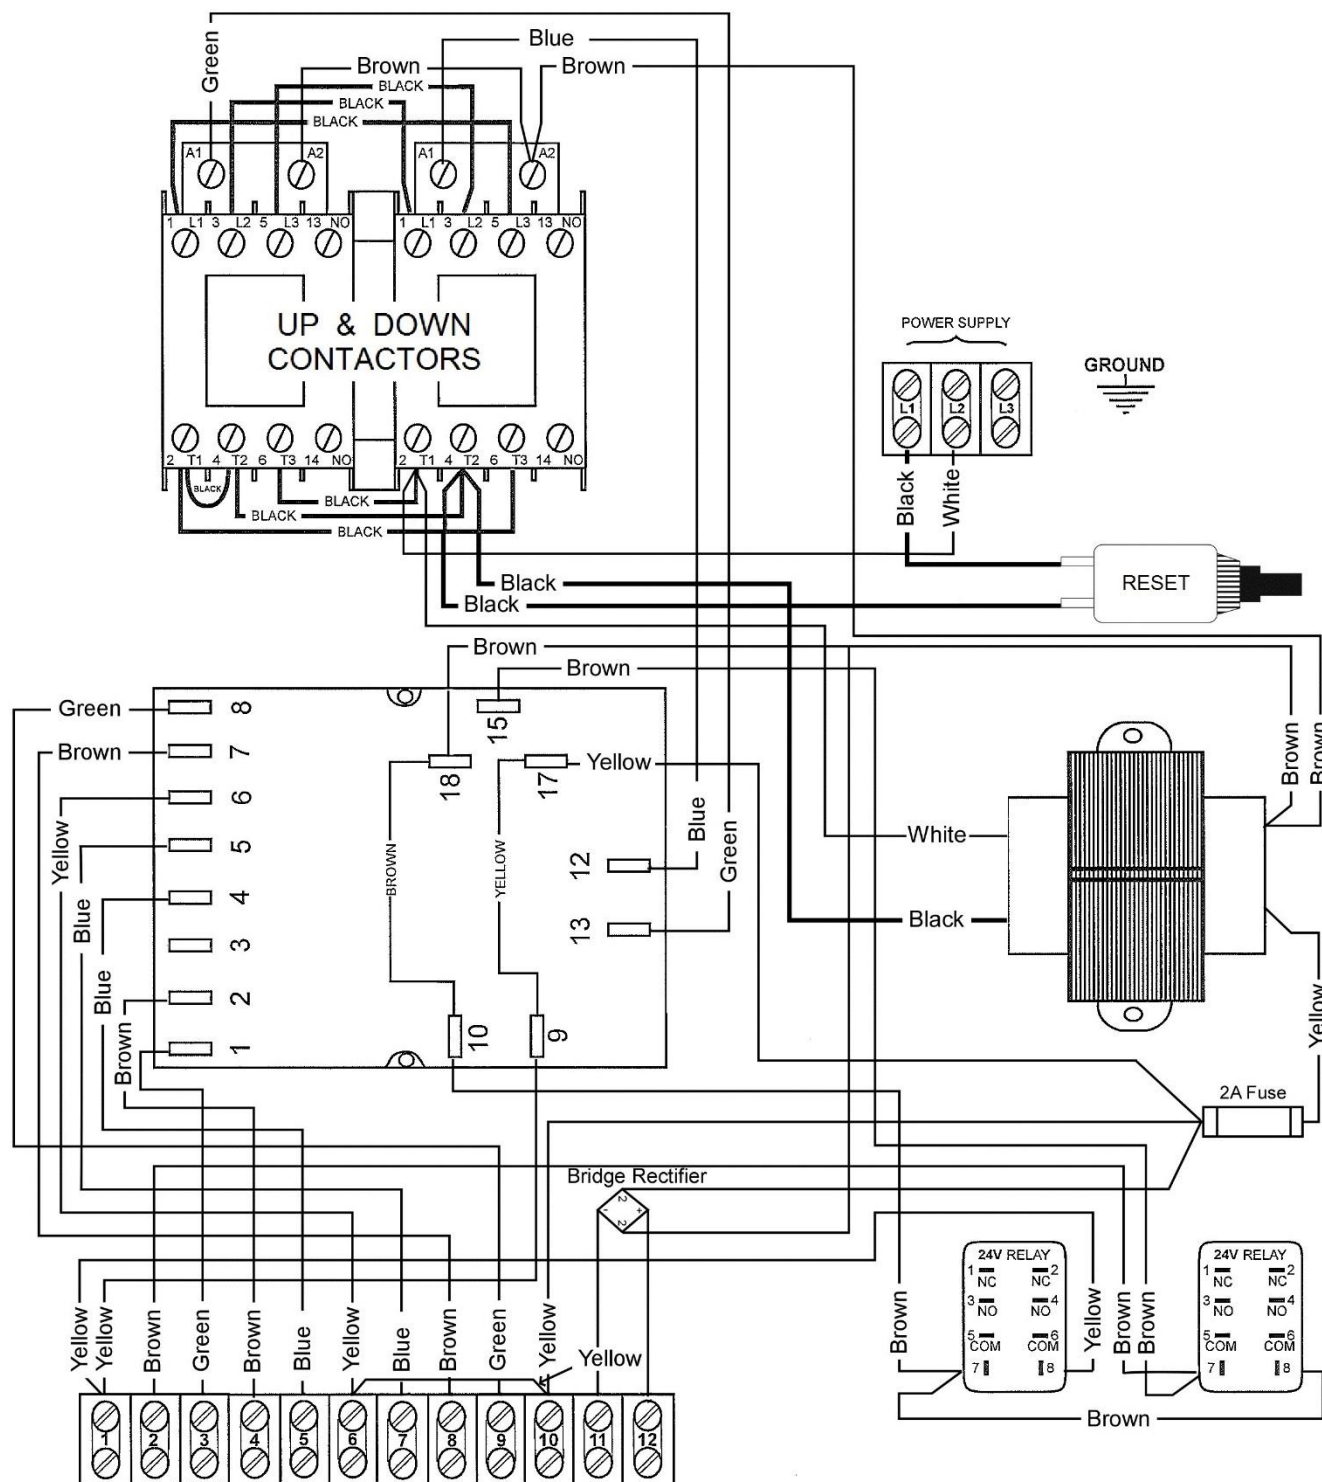 Green
Blue
Brown
Brown
BLACK
BLACK
BLACK
A1 A2 A1 A2
1 L1 3 L2 5 L3 13 NO
1 L1 3 L2 5 L3 13 NO
UP & DOWN
CONTACTORS
2 T1 4 T2 6 T3 14 NO
2 T1 4 T2 6 T3 14 NO
BLACK
BLACK
BLACK
BLACK
POWER SUPPLY
L1 L2 L3
GROUND
Black
White
RESET
Black
Black
Brown
Brown
Green
Brown
Yellow
Blue
Blue
Brown
8
7
6
5
4
3
2
1
15
18
17
Yellow
BROWN
YELLOW
12
13
10
9
Blue
Green
White
Black
Brown
Brown
Yellow
2A Fuse
Bridge Rectifier
2
- +
2
24V RELAY
1 NC 2 NC
3 NO 4 NO
5 COM 6 COM
7 8
24V RELAY
1 NC 2 NC
3 NO 4 NO
5 COM 6 COM
7 8
Brown
Yellow
Brown
Brown
Brown
Yellow
Yellow
Brown
Green
Brown
Blue
Yellow
Blue
Brown
Green
Yellow
Yellow
1 2 3 4 5 6 7 8 9 10 11 12